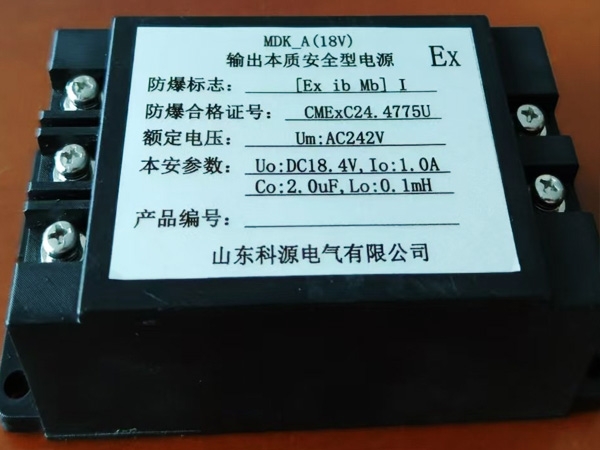 MDK_A(18V)
输出本质安全型电源 Ex
防爆标志： [Ex ib Mb] I
防爆合格证号： CMExC24.4775U
额定电压： Um:AC242V
本安参数： Uo:DC18.4V,Io:1.0A
Co:2.0uF,Lo:0.1mH
产品编号：
山东科源电气有限公司